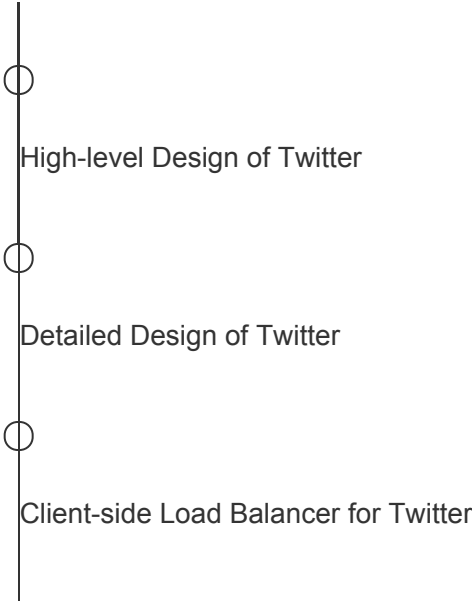 High-level Design of Twitter
Detailed Design of Twitter
Client-side Load Balancer for Twitter